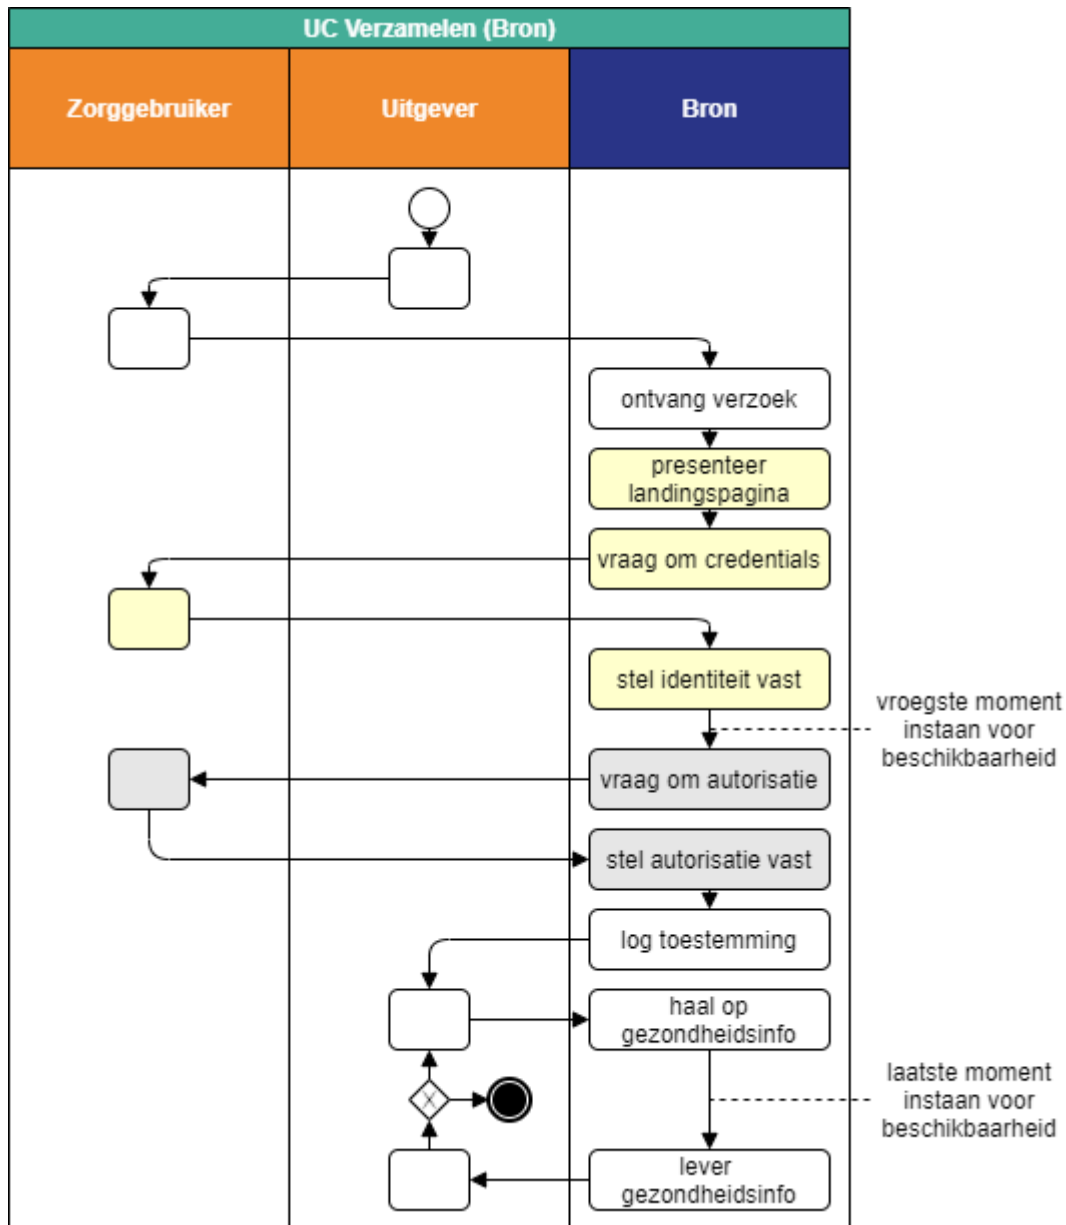 UC Verzamelen (Bron)
Zorggebruiker
Uitgever
Bron
ontvang verzoek
presenteer
landingspagina
vraag om credentials
stel identiteit vast
vroegste moment
instaan voor
beschikbaarheid
vraag om autorisatie
stel autorisatie vast
log toestemming
haal op
gezondheidsinfo
laatste moment
instaan voor
beschikbaarheid
lever
gezondheidsinfo